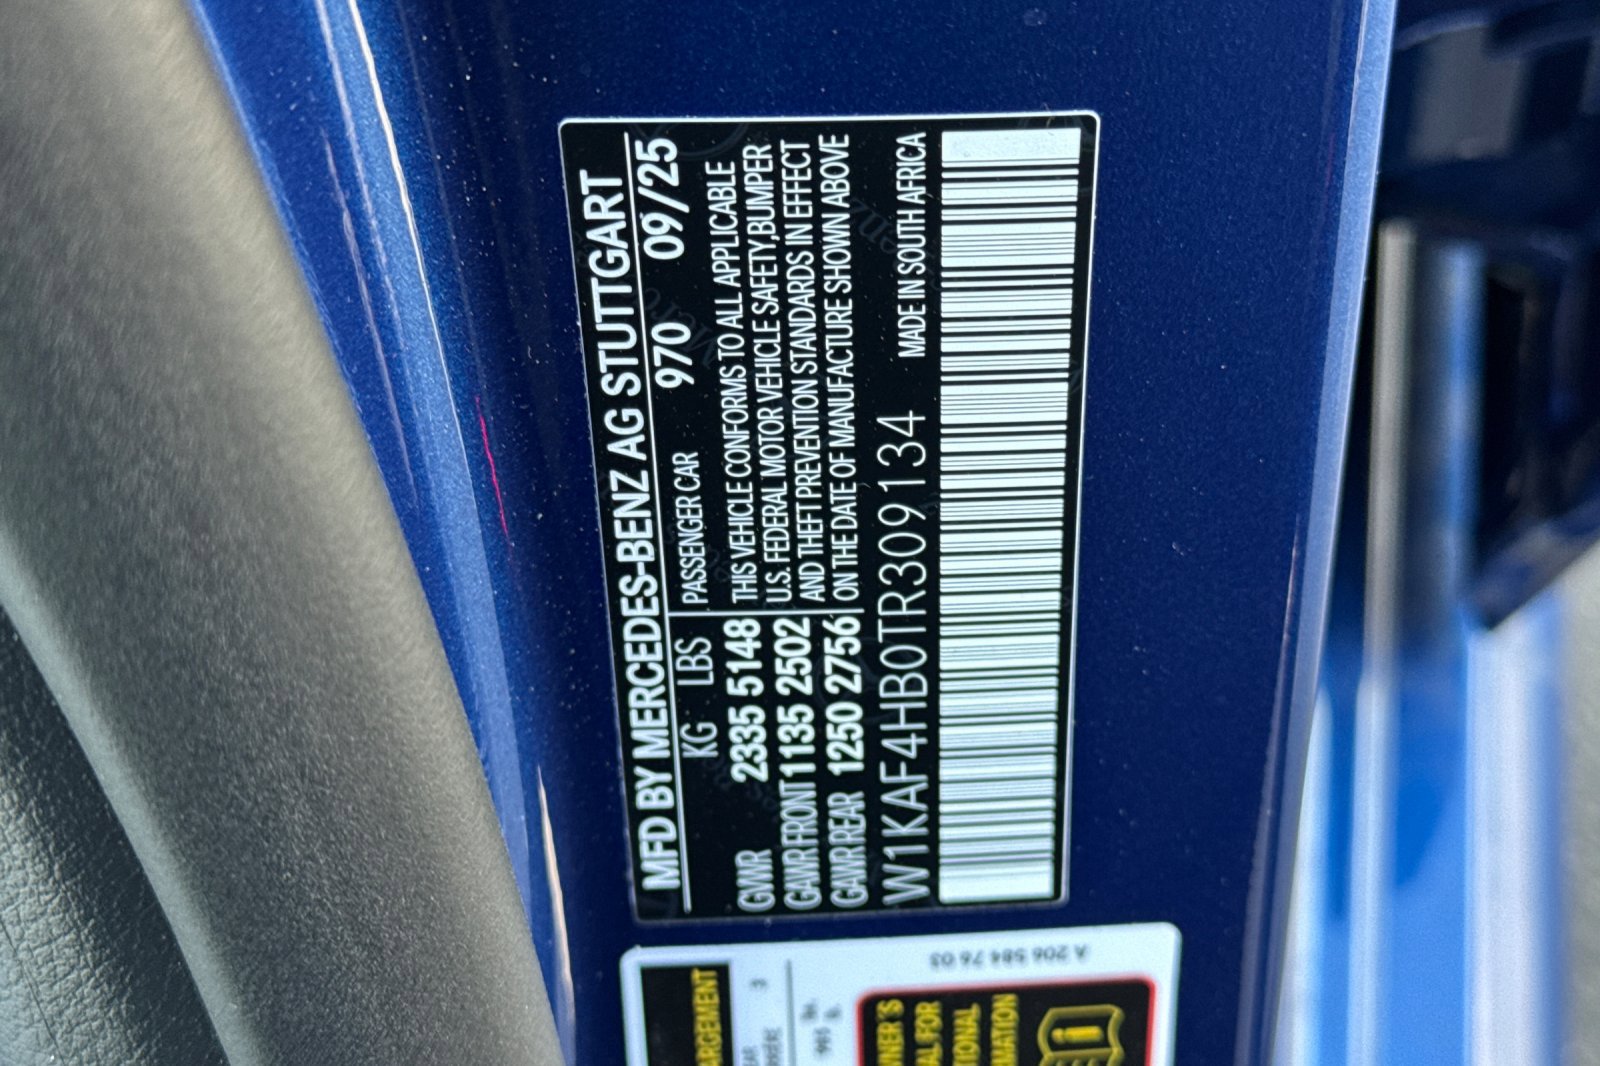 MFD BY MERCEDES-BENZ AG STUTTGART
KG LBS PASSENGER CAR 970 09/25
GWR 2335 5148 THIS VEHICLE CONFORMS TO ALL APPLICABLE
GAWR FRONT 1135 2502 U.S. FEDERAL MOTOR VEHICLE SAFETY,BUMPER
GAWR REAR 1250 2756 AND THEFT PREVENTION STANDARDS IN EFFECT
ON THE DATE OF MANUFACTURE SHOWN ABOVE
W1KAF4HB0TR309134 MADE IN SOUTH AFRICA
A 206 584 76 03